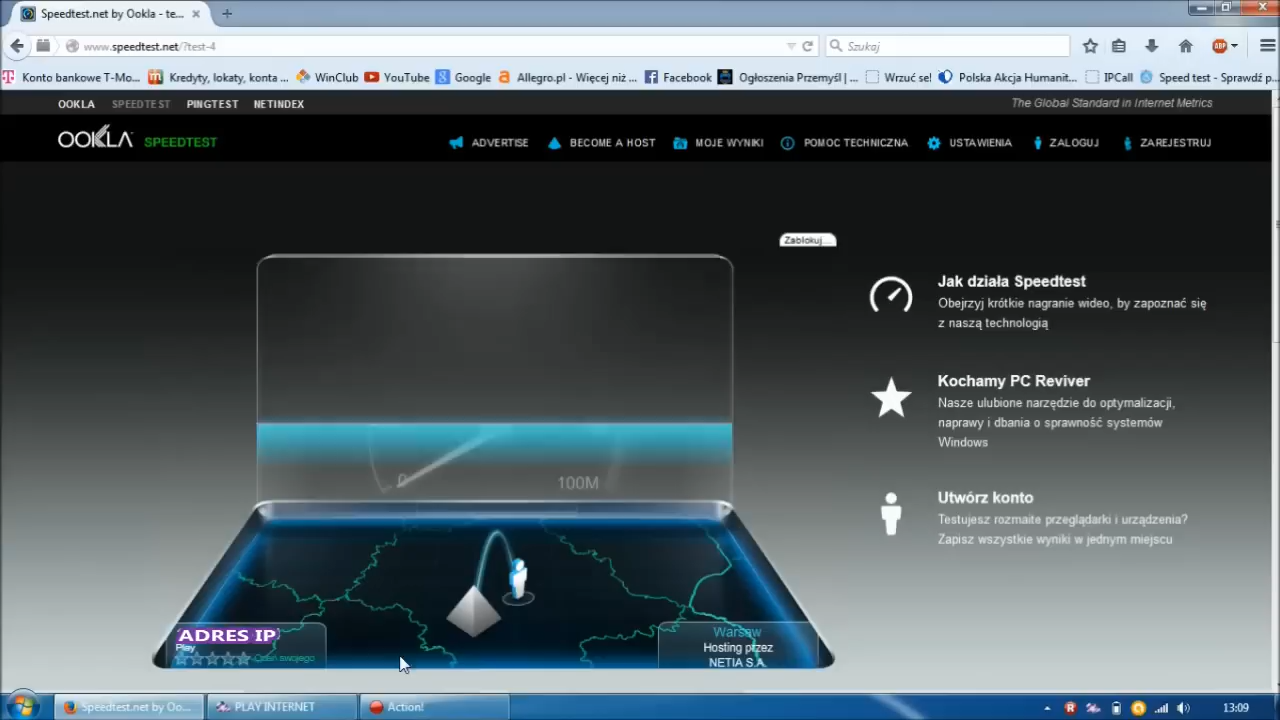 Speedtest.net by Ookla - te...
www.speedtest.net/?test-4
Szukaj
Konto bankowe T-Mo...
Kredyty, lokaty, konta ...
WinClub
YouTube
Google
Allegro.pl - Więcej niż ...
Facebook
Ogłoszenia Przemyśl | ...
Wrzuć se!
Polska Akcja Humanit...
IPCall
Speed test - Sprawdź p...
OOKLA SPEEDTEST PINGTEST NETINDEX
The Global Standard in Internet Metrics
OOKLA SPEEDTEST
ADVERTISE
BECOME A HOST
MOJE WYNIKI
POMOC TECHNICZNA
USTAWIENIA
ZALOGUJ
ZAREJESTRUJ
Zablokuj...
Jak działa Speedtest
Obejrzyj krótkie nagranie wideo, by zapoznać się
z naszą technologią
Kochamy PC Reviver
Nasze ulubione narzędzie do optymalizacji,
naprawy i dbania o sprawność systemów
Windows
Utwórz konto
Testujesz rozmaite przeglądarki i urządzenia?
Zapisz wszystkie wyniki w jednym miejscu
0
100M
ADRES IP
Play
Oceń swojego
Warsaw
Hosting przez
NETIA S.A.
Speedtest.net by Oo...
PLAY INTERNET
Action!
13:09